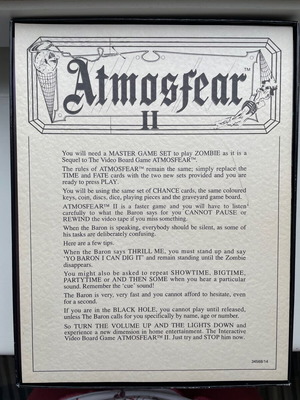 Atmosfear™
II
You will need a MASTER GAME SET to play ZOMBIE as it is a
Sequel to The Video Board Game ATMOSFEAR™.
The rules of ATMOSFEAR™ remain the same; simply replace the
TIME and FATE cards with the two new sets provided and you are
ready to press PLAY.
You will be using the same set of CHANCE cards, the same coloured
keys, coin, discs, dice, playing pieces and the graveyard game board.
ATMOSFEAR™ II is a faster game and you will have to listen
carefully to what the Baron says for you CANNOT PAUSE or
REWIND the video tape if you miss something.
When the Baron is speaking, everybody should be silent, as some of
his tasks are deliberately confusing.
Here are a few tips.
When the Baron says THRILL ME, you must stand up and say
'YO BARON I CAN DIG IT' and remain standing until the Zombie
disappears.
You might also be asked to repeat SHOWTIME, BIGTIME,
PARTYTIME or AND THEN SOME when you hear a particular
sound. Remember the 'cue' sound!
The Baron is very, very fast and you cannot afford to hesitate, even
for a second.
If you are in the BLACK HOLE, you cannot play until released,
unless The Baron calls for you specifically by name, age or number.
So TURN THE VOLUME UP AND THE LIGHTS DOWN and
experience a new dimension in home entertainment. The Interactive
Video Board Game ATMOSFEAR™ II. Just try and STOP him now.